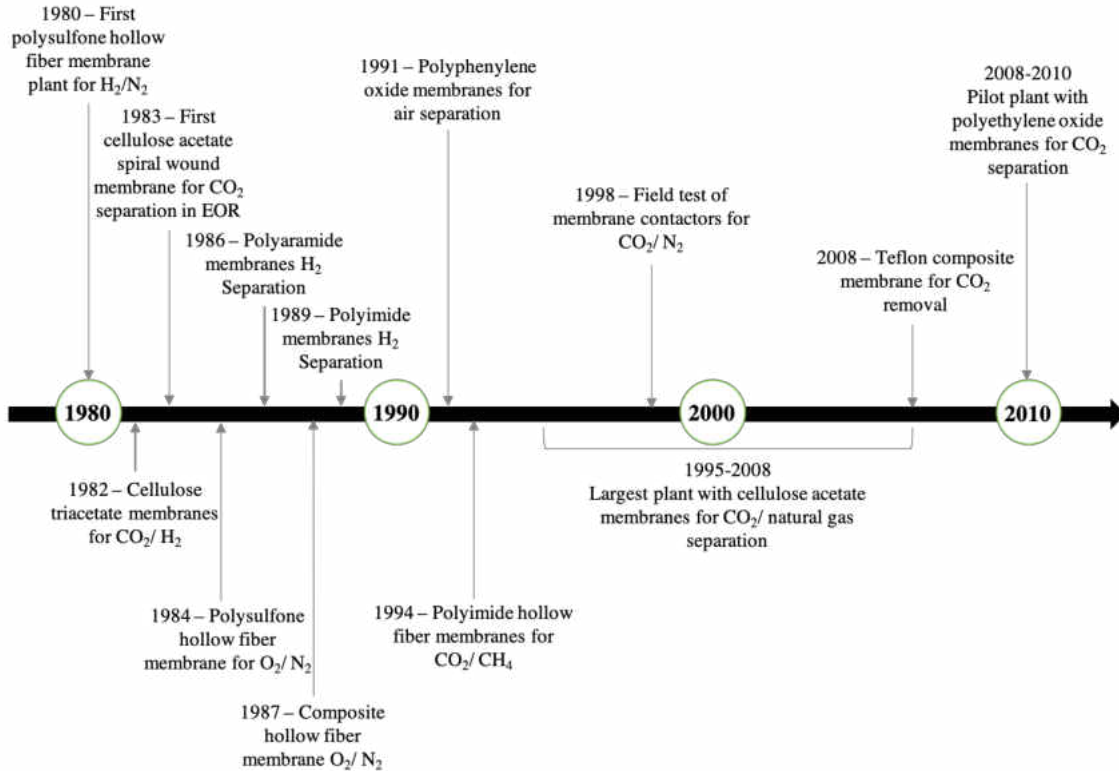 1980 – First
polysulfone hollow
fiber membrane
plant for H₂/N₂
1983 – First
cellulose acetate
spiral wound
membrane for CO₂
separation in EOR
1986 – Polyaramide
membranes H₂
Separation
1989 – Polyimide
membranes H₂
Separation
1991 – Polyphenylene
oxide membranes for
air separation
1998 – Field test of
membrane contactors for
CO₂/ N₂
2008 – Teflon composite
membrane for CO₂
removal
2008-2010
Pilot plant with
polyethylene oxide
membranes for CO₂
separation
1980
1990
2000
2010
1982 – Cellulose
triacetate membranes
for CO₂/ H₂
1984 – Polysulfone
hollow fiber
membrane for O₂/ N₂
1987 – Composite
hollow fiber
membrane O₂/ N₂
1994 – Polyimide hollow
fiber membranes for
CO₂/ CH₄
1995-2008
Largest plant with cellulose acetate
membranes for CO₂/ natural gas
separation